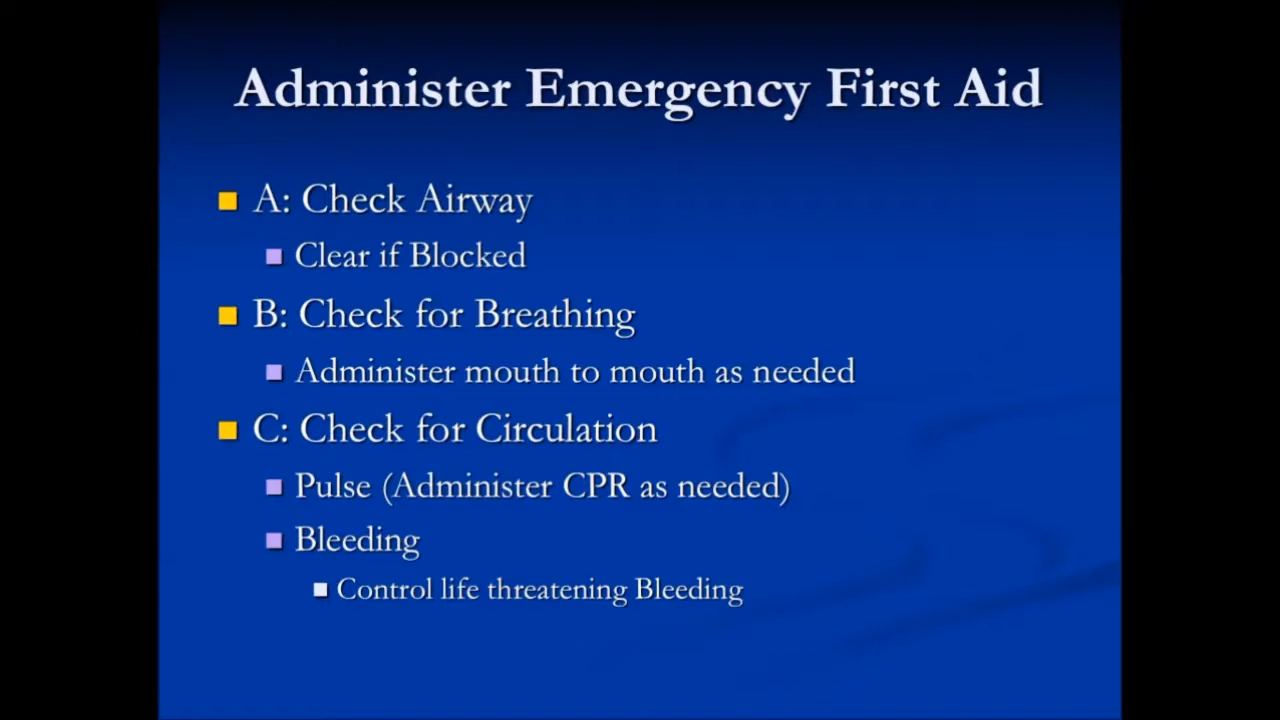 Administer Emergency First Aid
A: Check Airway
Clear if Blocked
B: Check for Breathing
Administer mouth to mouth as needed
C: Check for Circulation
Pulse (Administer CPR as needed)
Bleeding
Control life threatening Bleeding